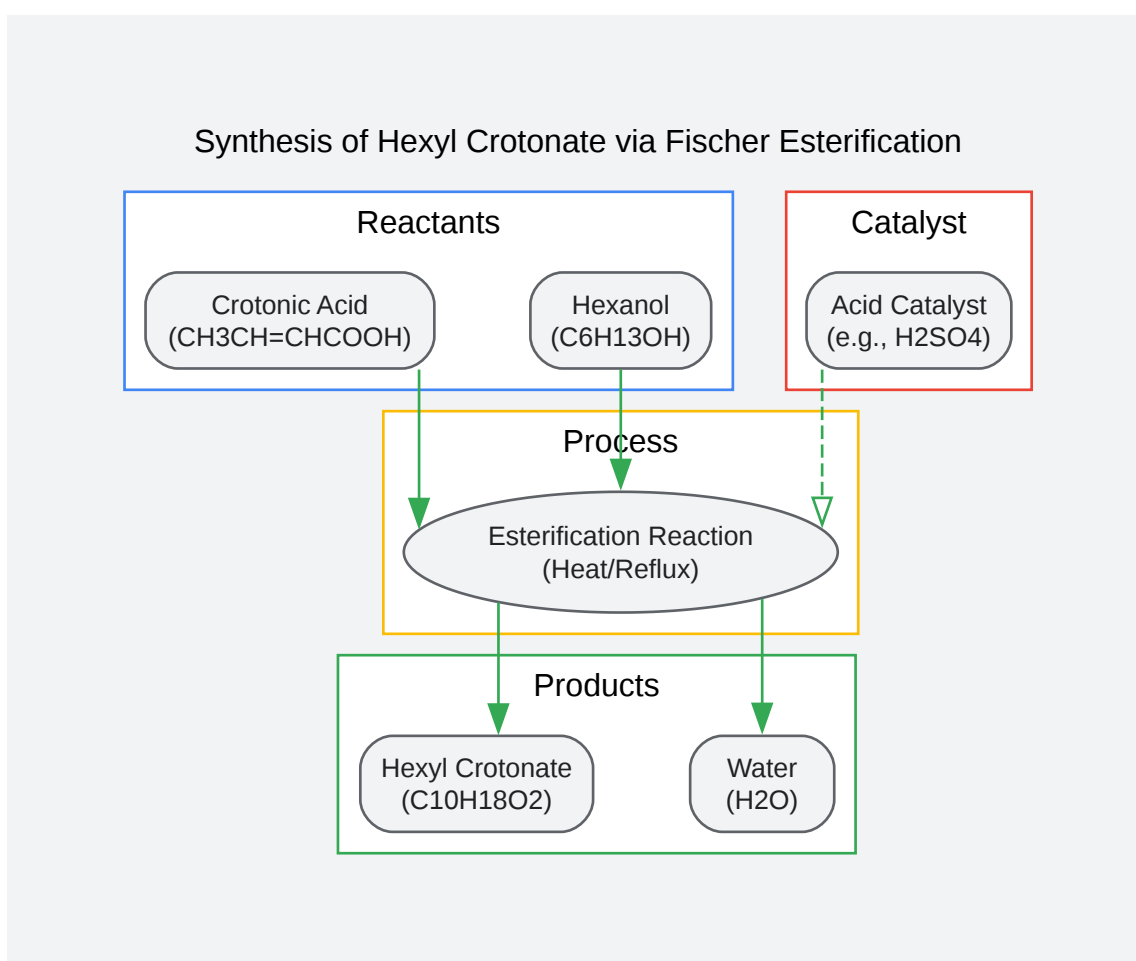 Synthesis of Hexyl Crotonate via Fischer Esterification
Reactants
Catalyst
Crotonic Acid
(CH3CH=CHCOOH)
Hexanol
(C6H13OH)
Acid Catalyst
(e.g., H2SO4)
Process
Esterification Reaction
(Heat/Reflux)
Products
Hexyl Crotonate
(C10H18O2)
Water
(H2O)